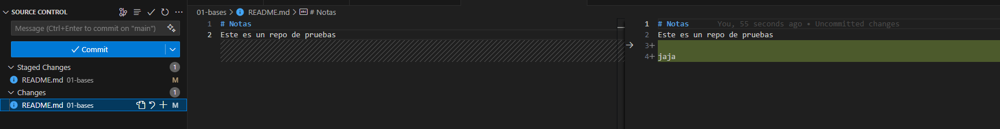 SOURCE CONTROL
Message (Ctrl+Enter to commit on "main")
Commit
Staged Changes 1
README.md 01-bases M
Changes 1
README.md 01-bases M
01-bases > README.md > # Notas
1 # Notas
2 Este es un repo de pruebas
1 # Notas You, 55 seconds ago • Uncommitted changes
2 Este es un repo de pruebas
3+
4+ jaja